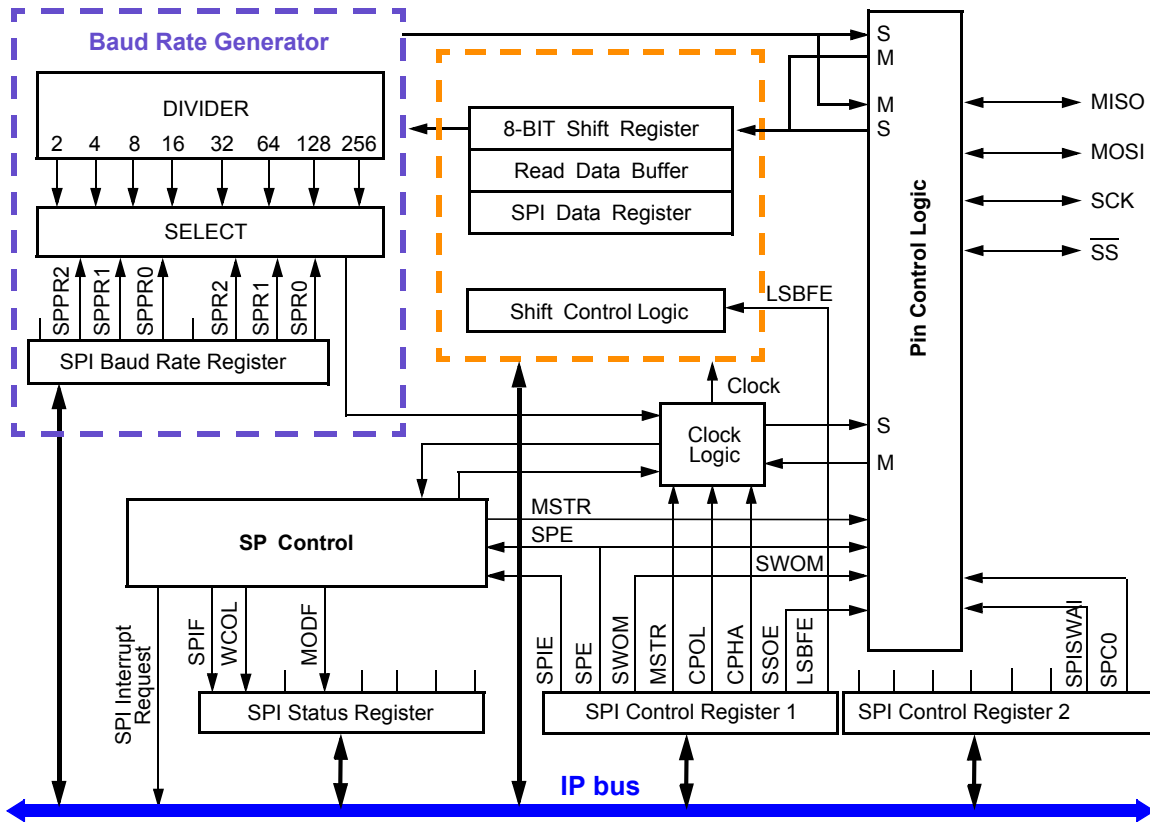 Baud Rate Generator
DIVIDER
2 4 8 16 32 64 128 256
SELECT
SPPR2
SPPR1
SPPR0
SPR2
SPR1
SPR0
SPI Baud Rate Register
8-BIT Shift Register
Read Data Buffer
SPI Data Register
Shift Control Logic
LSBFE
Clock
Clock
Logic
S
M
M
S
S
M
Pin Control Logic
MISO
MOSI
SCK
SS
SP Control
MSTR
SPE
SWOM
SPI Interrupt
Request
SPIF
WCOL
MODF
SPI Status Register
SPIE
SPE
SWOM
MSTR
CPOL
CPHA
SSOE
LSBFE
SPI Control Register 1
SPISWAI
SPC0
SPI Control Register 2
IP bus